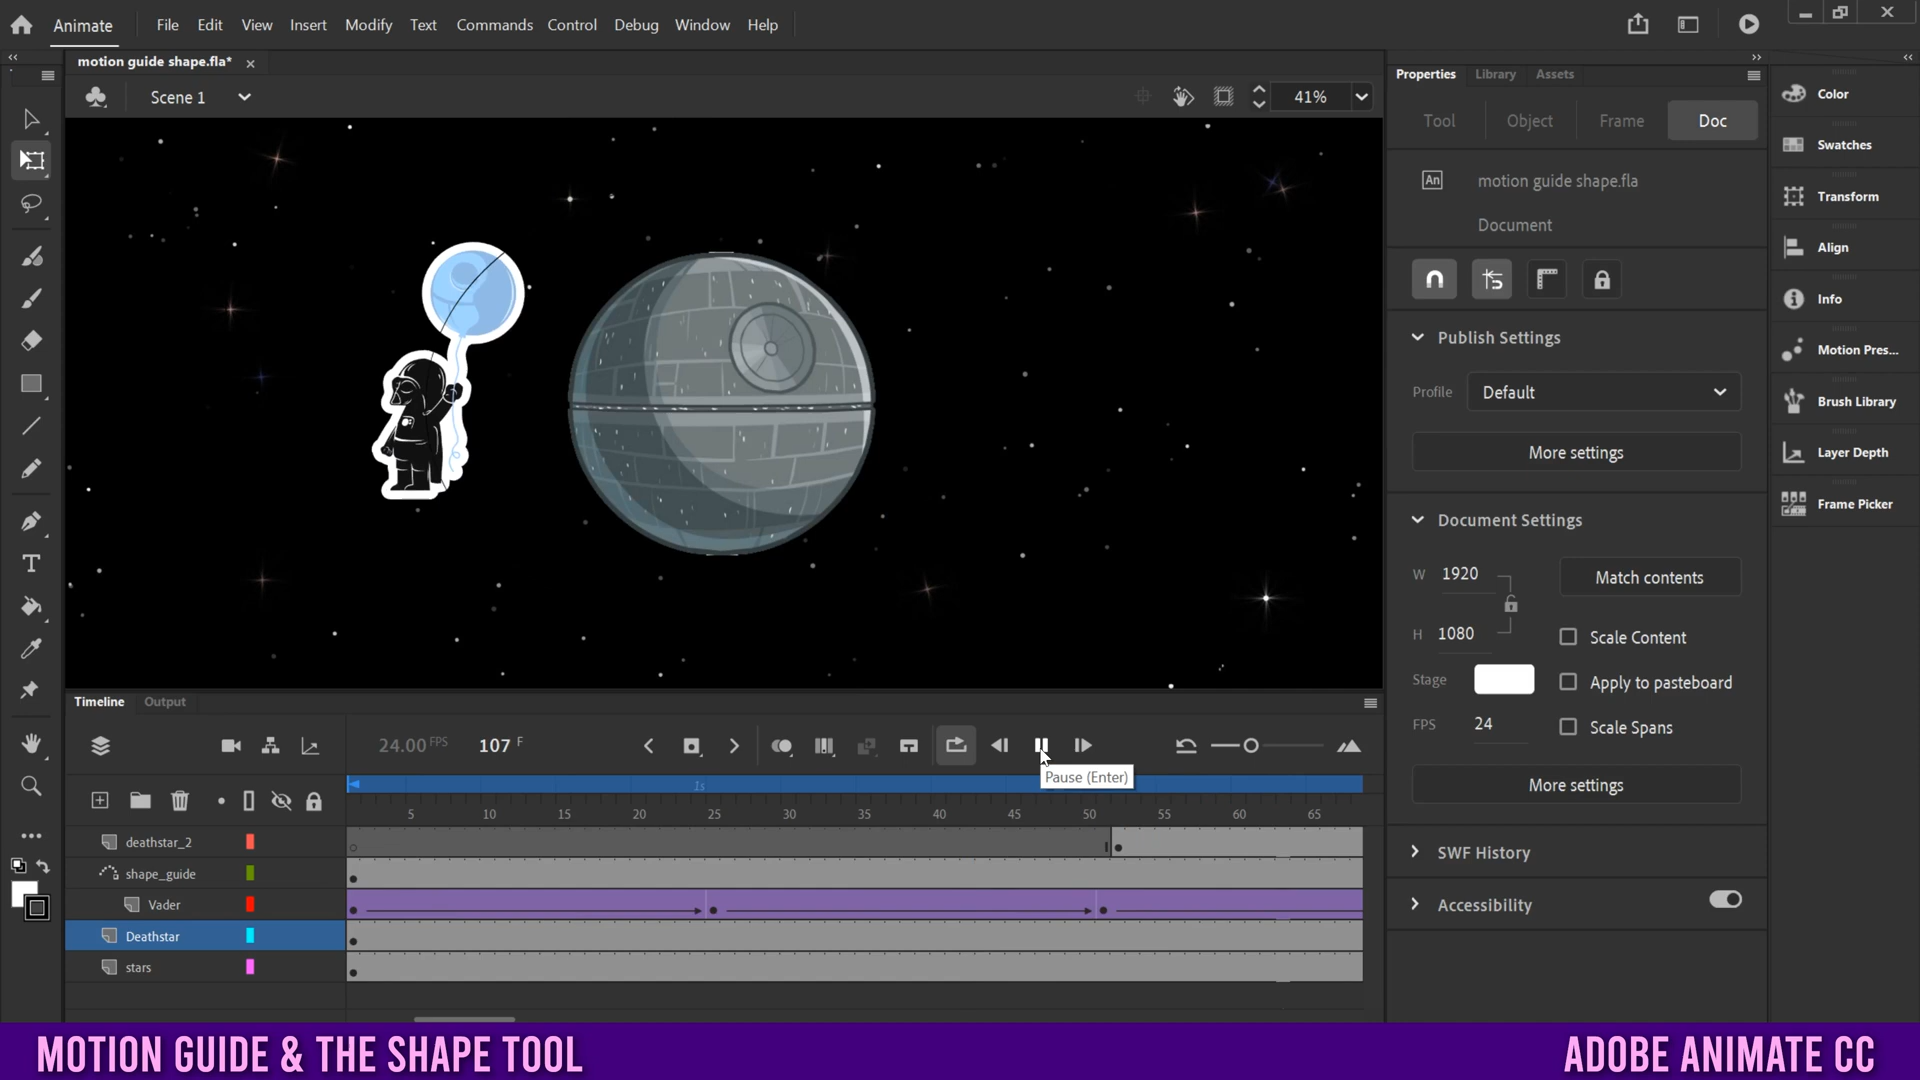 Animate
File
Edit
View
Insert
Modify
Text
Commands
Control
Debug
Window
Help
motion guide shape.fla*
Scene 1
41%
Properties
Library
Assets
Tool
Object
Frame
Doc
An
motion guide shape.fla
Document
Publish Settings
Profile
Default
More settings
Document Settings
W
1920
Match contents
H
1080
Scale Content
Stage
Apply to pasteboard
FPS
24
Scale Spans
More settings
SWF History
Accessibility
Color
Swatches
Transform
Align
Info
Motion Pres...
Brush Library
Layer Depth
Frame Picker
Timeline
Output
24.00 FPS
107 F
Pause (Enter)
1s
5
10
15
20
25
30
35
40
45
50
55
60
65
deathstar_2
shape_guide
Vader
Deathstar
stars
MOTION GUIDE & THE SHAPE TOOL
ADOBE ANIMATE CC